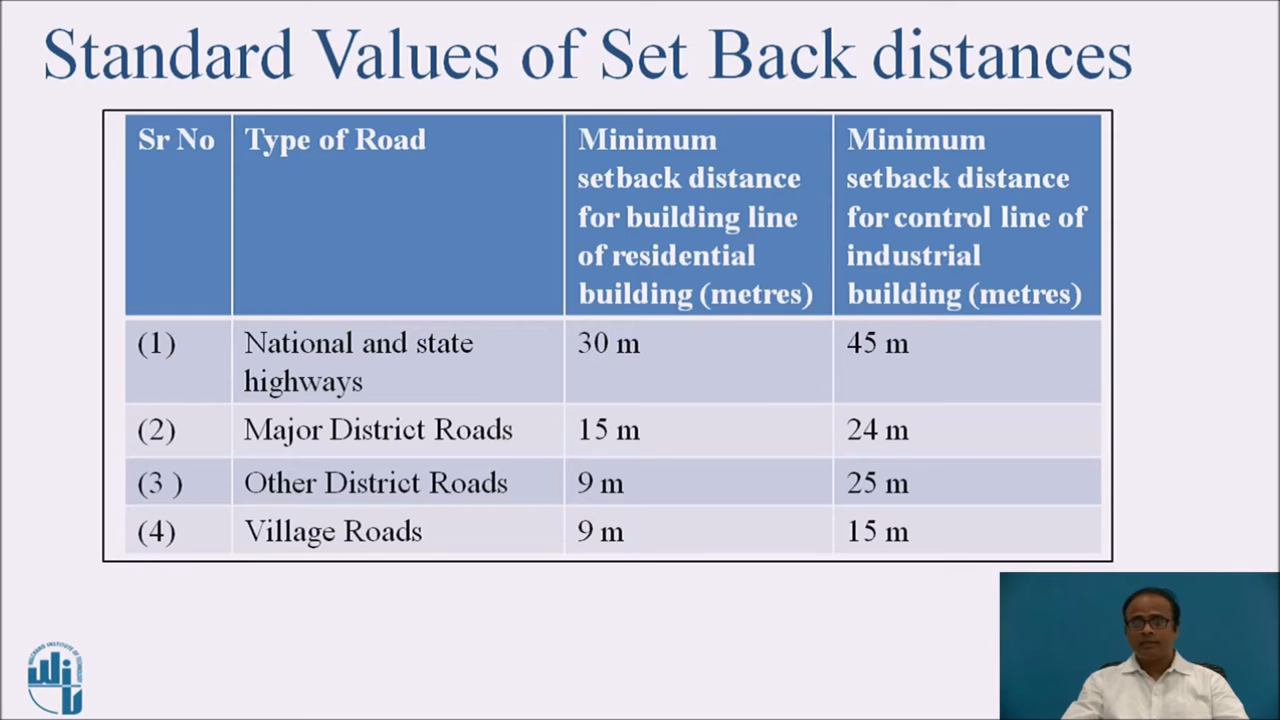 Standard Values of Set Back distances
Sr No
Type of Road
Minimum
setback distance
for building line
of residential
building (metres)
Minimum
setback distance
for control line of
industrial
building (metres)
(1)
National and state
highways
30 m
45 m
(2)
Major District Roads
15 m
24 m
(3 )
Other District Roads
9 m
25 m
(4)
Village Roads
9 m
15 m
WIT